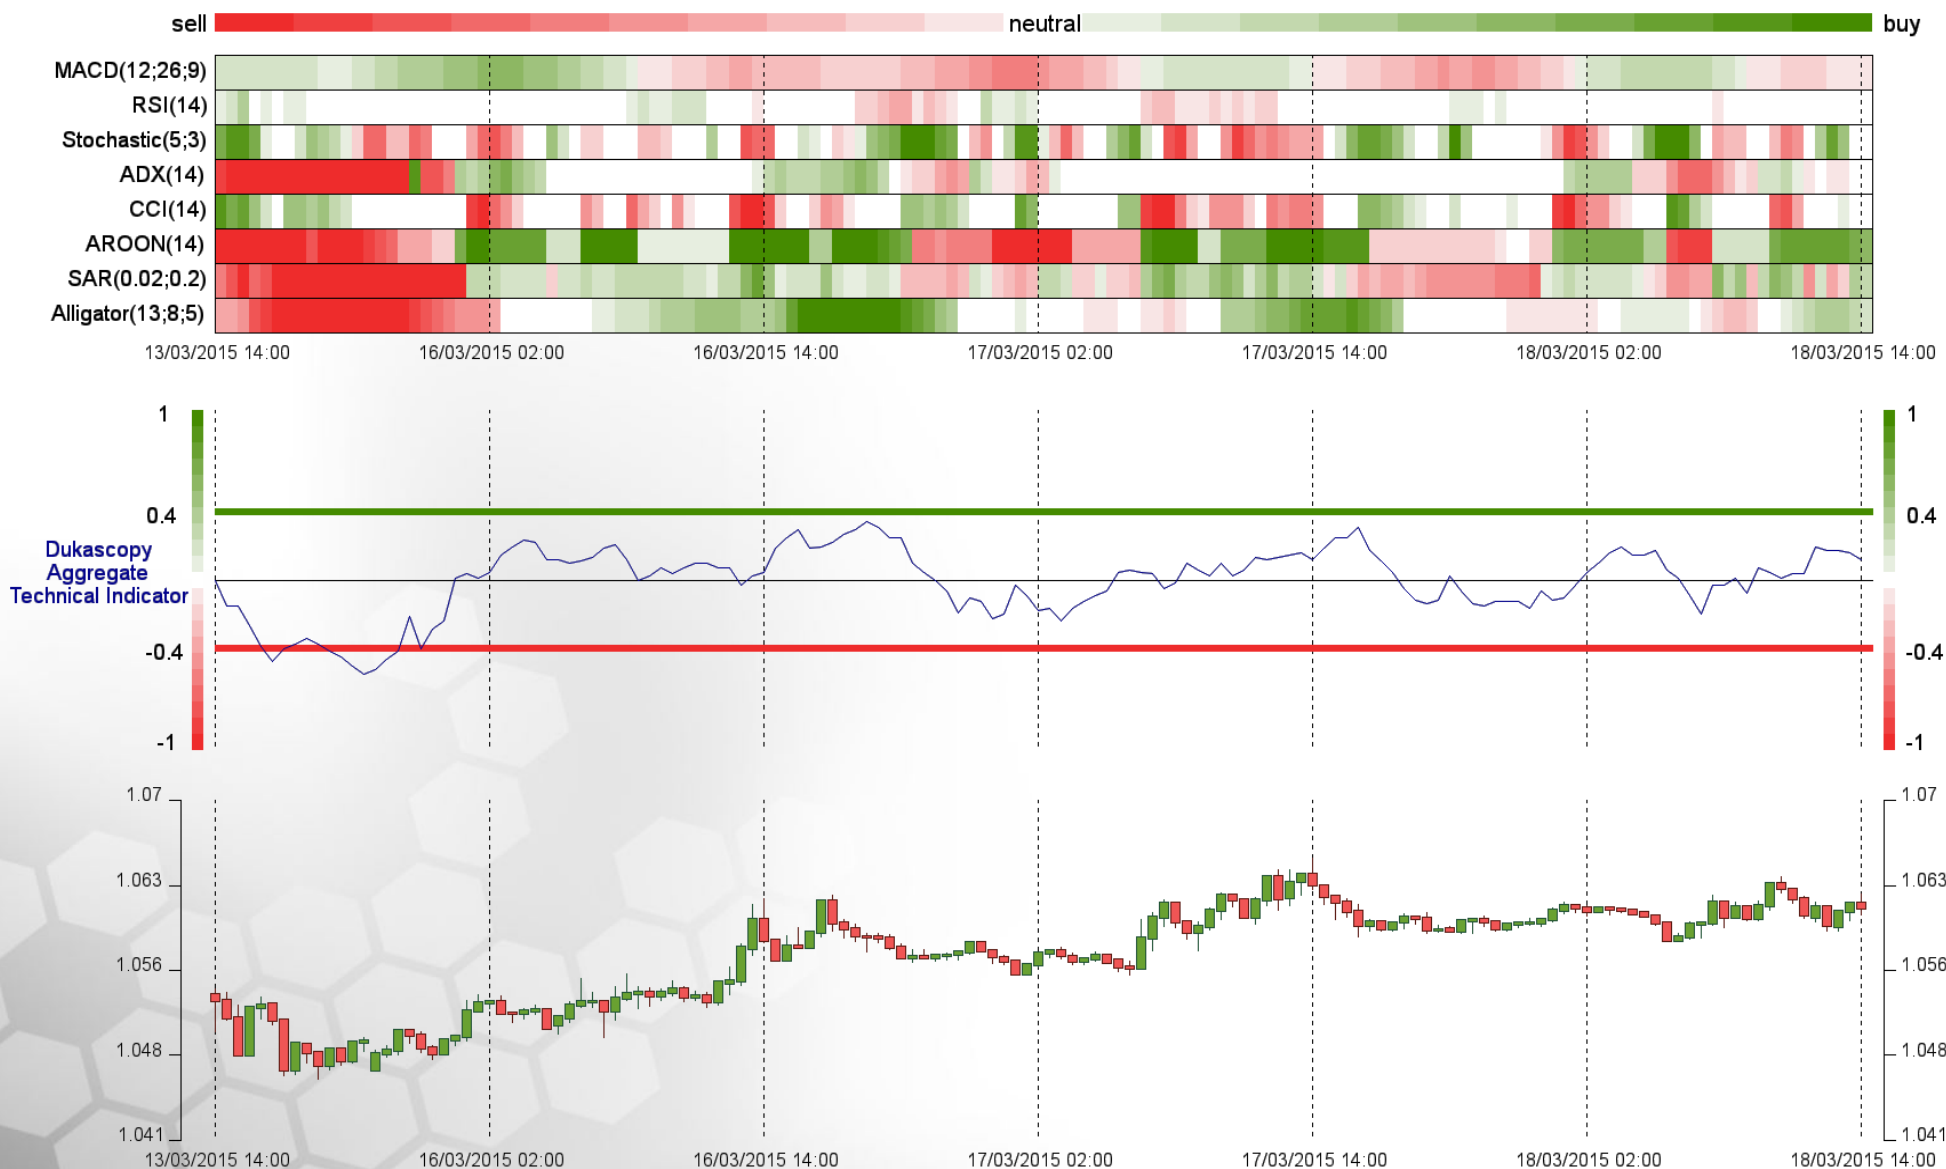 sell neutral buy
MACD(12;26;9)
RSI(14)
Stochastic(5;3)
ADX(14)
CCI(14)
AROON(14)
SAR(0.02;0.2)
Alligator(13;8;5)
13/03/2015 14:00 16/03/2015 02:00 16/03/2015 14:00 17/03/2015 02:00 17/03/2015 14:00 18/03/2015 02:00 18/03/2015 14:00
1 1
0.4 0.4
Dukascopy
Aggregate
Technical Indicator
-0.4 -0.4
-1 -1
1.07 1.07
1.063 1.063
1.056 1.056
1.048 1.048
1.041 1.041
13/03/2015 14:00 16/03/2015 02:00 16/03/2015 14:00 17/03/2015 02:00 17/03/2015 14:00 18/03/2015 02:00 18/03/2015 14:00